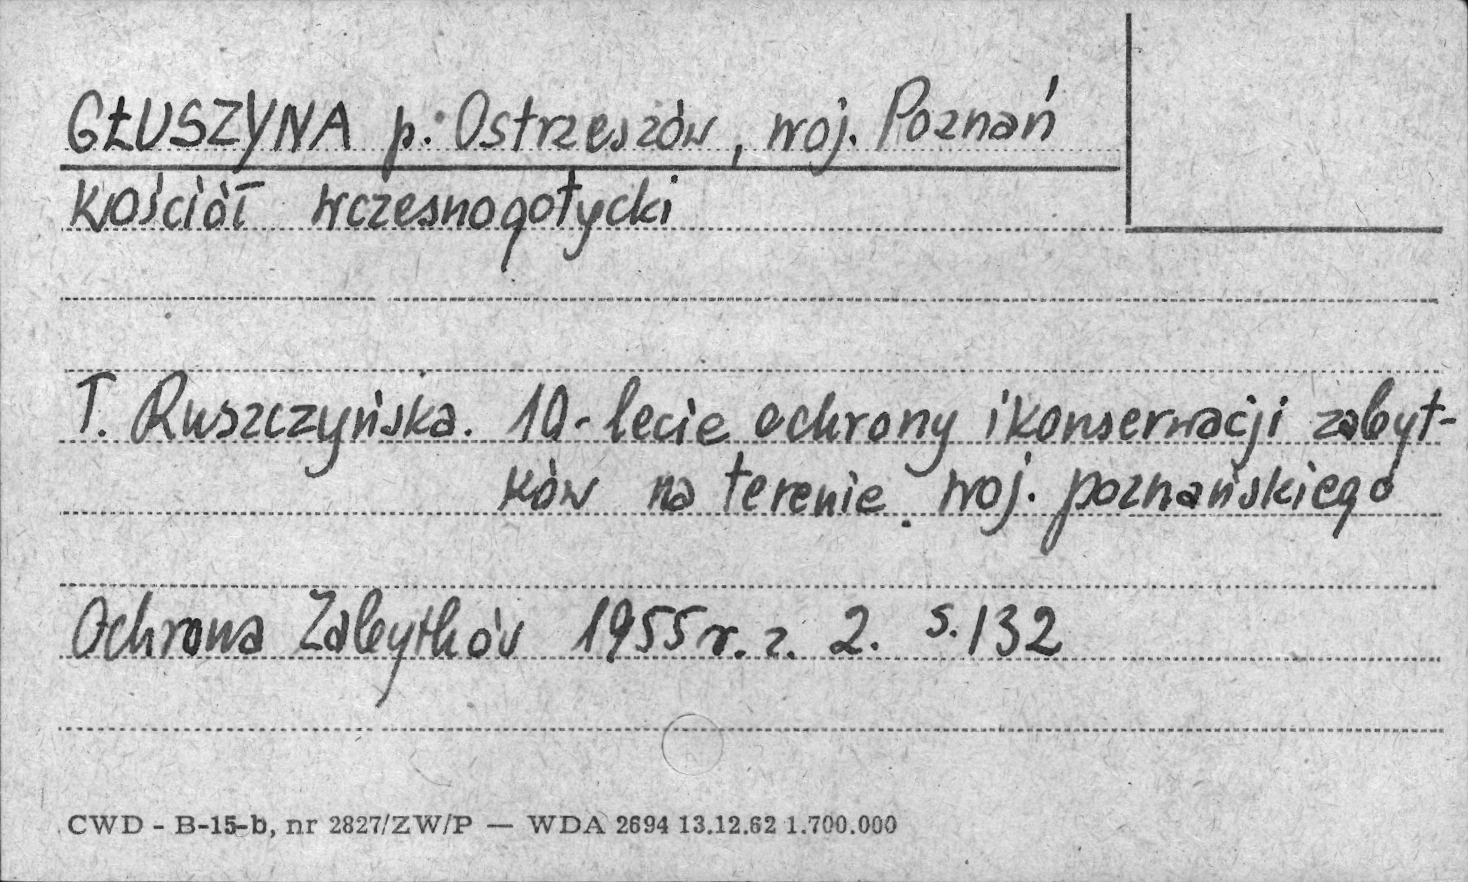 GŁUSZYNA p. Ostrzeszów, woj. Poznań
Kościół wczesnogotycki
T. Ruszczyńska. 10-lecie ochrony i konserwacji zabyt-
ków na terenie woj. poznańskiego
Ochrona Zabytków 1955 r. z. 2. s. 132
CWD - B-15-b, nr 2827/ZW/P — WDA 2694 13.12.62 1.700.000